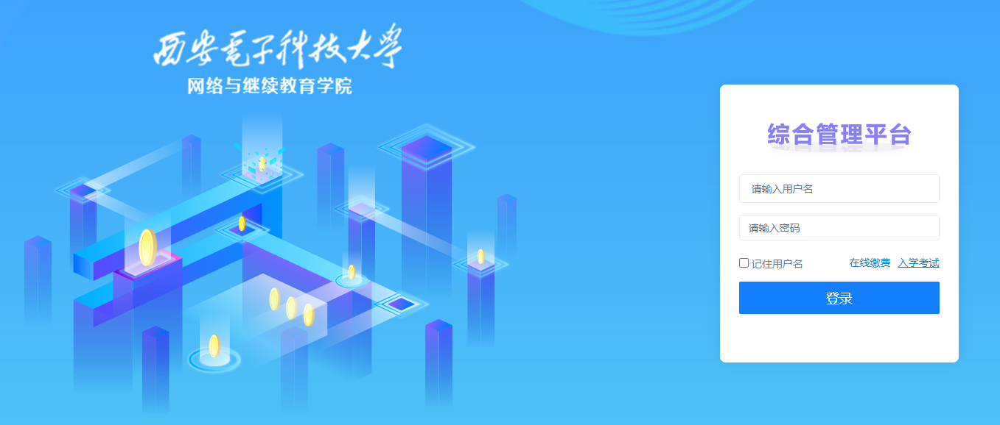 西安電子科技大學
网络与继续教育学院
综合管理平台
请输入用户名
请输入密码
记住用户名 在线缴费 入学考试
登录